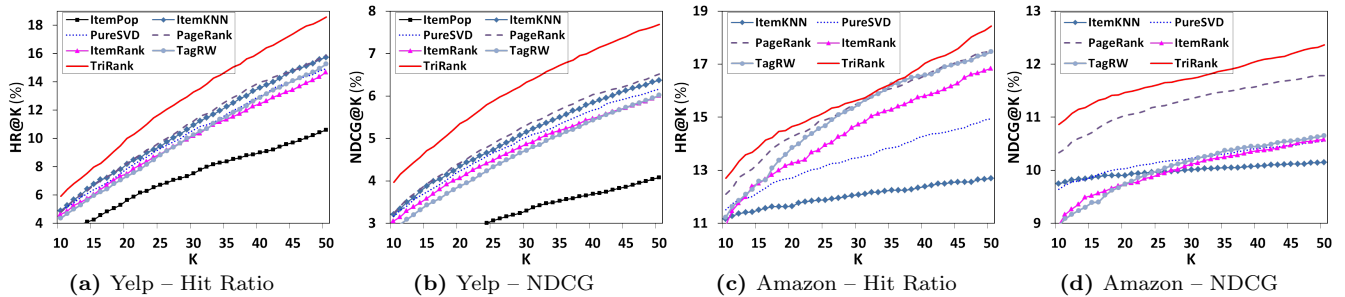 ItemPop ItemKNN
PureSVD PageRank
ItemRank TagRW
TriRank
HR@K (%)
18
16
14
12
10
8
6
4
10 15 20 25 30 35 40 45 50
K
(a) Yelp – Hit Ratio
ItemPop ItemKNN
PureSVD PageRank
ItemRank TagRW
TriRank
NDCG@K (%)
8
7
6
5
4
3
10 15 20 25 30 35 40 45 50
K
(b) Yelp – NDCG
ItemKNN PureSVD
PageRank ItemRank
TagRW TriRank
HR@K (%)
19
17
15
13
11
10 15 20 25 30 35 40 45 50
K
(c) Amazon – Hit Ratio
ItemKNN PureSVD
PageRank ItemRank
TagRW TriRank
NDCG@K (%)
13
12
11
10
9
10 15 20 25 30 35 40 45 50
K
(d) Amazon – NDCG